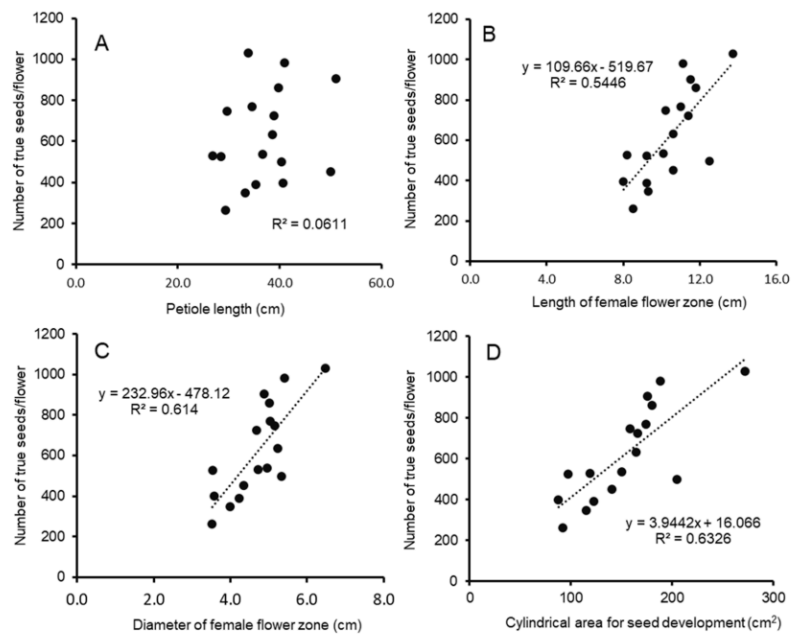 A
Number of true seeds/flower
1200
1000
800
600
400
200
0
R² = 0.0611
0.0 20.0 40.0 60.0
Petiole length (cm)
B
Number of true seeds/flower
1200
1000
800
600
400
200
0
y = 109.66x - 519.67
R² = 0.5446
0.0 4.0 8.0 12.0 16.0
Length of female flower zone (cm)
C
Number of true seeds/flower
1200
1000
800
600
400
200
0
y = 232.96x - 478.12
R² = 0.614
0.0 2.0 4.0 6.0 8.0
Diameter of female flower zone (cm)
D
Number of true seeds/flower
1200
1000
800
600
400
200
0
y = 3.9442x + 16.066
R² = 0.6326
0 100 200 300
Cylindrical area for seed development (cm²)